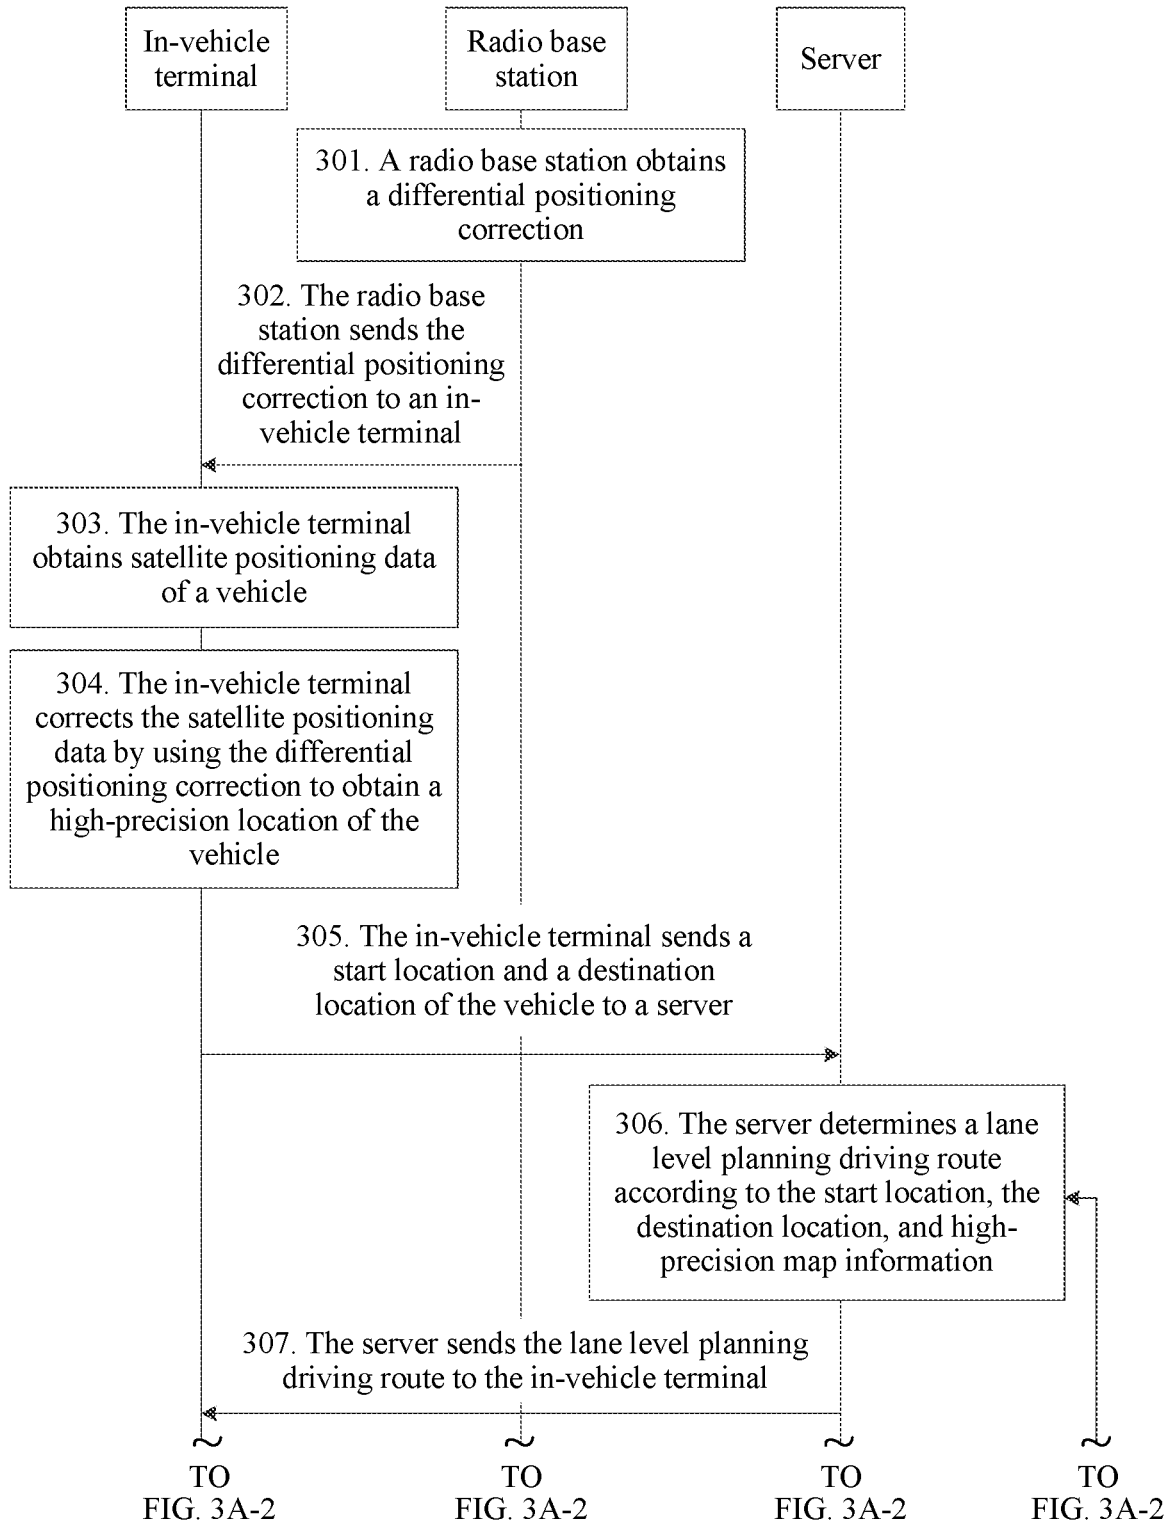 In-vehicle
terminal
Radio base
station
Server
301. A radio base station obtains
a differential positioning
correction
302. The radio base
station sends the
differential positioning
correction to an in-
vehicle terminal
303. The in-vehicle terminal
obtains satellite positioning data
of a vehicle
304. The in-vehicle terminal
corrects the satellite positioning
data by using the differential
positioning correction to obtain a
high-precision location of the
vehicle
305. The in-vehicle terminal sends a
start location and a destination
location of the vehicle to a server
306. The server determines a lane
level planning driving route
according to the start location, the
destination location, and high-
precision map information
307. The server sends the lane level planning
driving route to the in-vehicle terminal
TO
FIG. 3A-2
TO
FIG. 3A-2
TO
FIG. 3A-2
TO
FIG. 3A-2